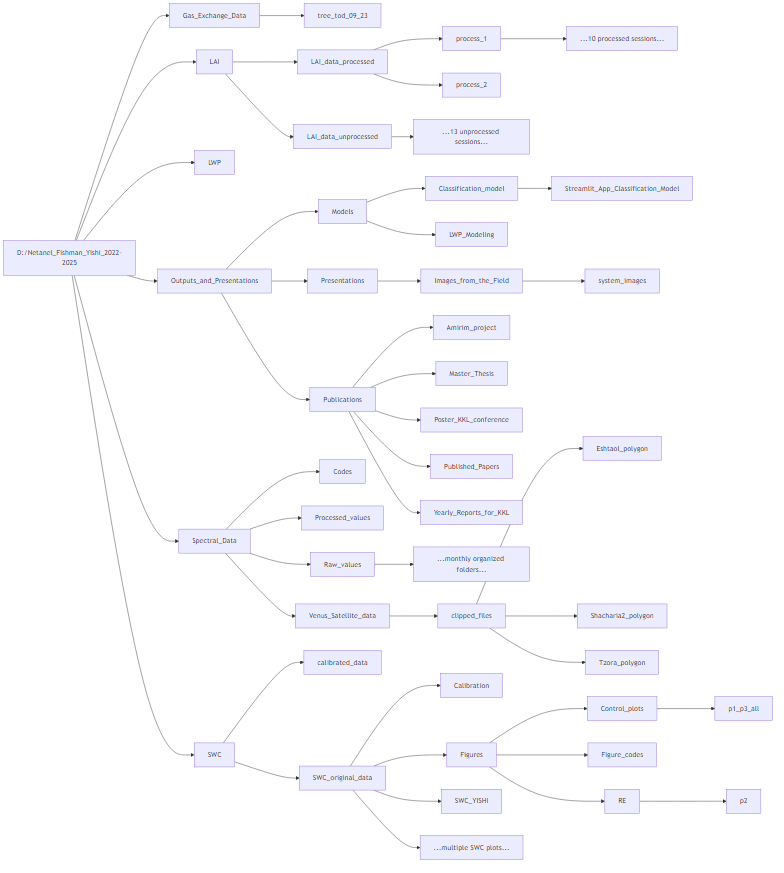 Gas_Exchange_Data
tree_tod_09_23
process_1
...10 processed sessions...
LAI
LAI_data_processed
process_2
LAI_data_unprocessed
...13 unprocessed
sessions...
LWP
Classification_model
Streamlit_App_Classification_Model
Models
LWP_Modeling
D:/Netanel_Fishman_Yishi_2022-
2025
Outputs_and_Presentations
Presentations
Images_from_the_Field
system_images
Amirim_project
Master_Thesis
Publications
Poster_KKL_conference
Published_Papers
Yearly_Reports_for_KKL
Eshtaol_polygon
Codes
Processed_values
Spectral_Data
Raw_values
...monthly organized
folders...
Venus_Satellite_data
clipped_files
Shacharia2_polygon
Tzora_polygon
calibrated_data
Calibration
Control_plots
p1_p3_all
SWC
SWC_original_data
Figures
Figure_codes
SWC_YISHI
RE
p2
...multiple SWC plots...